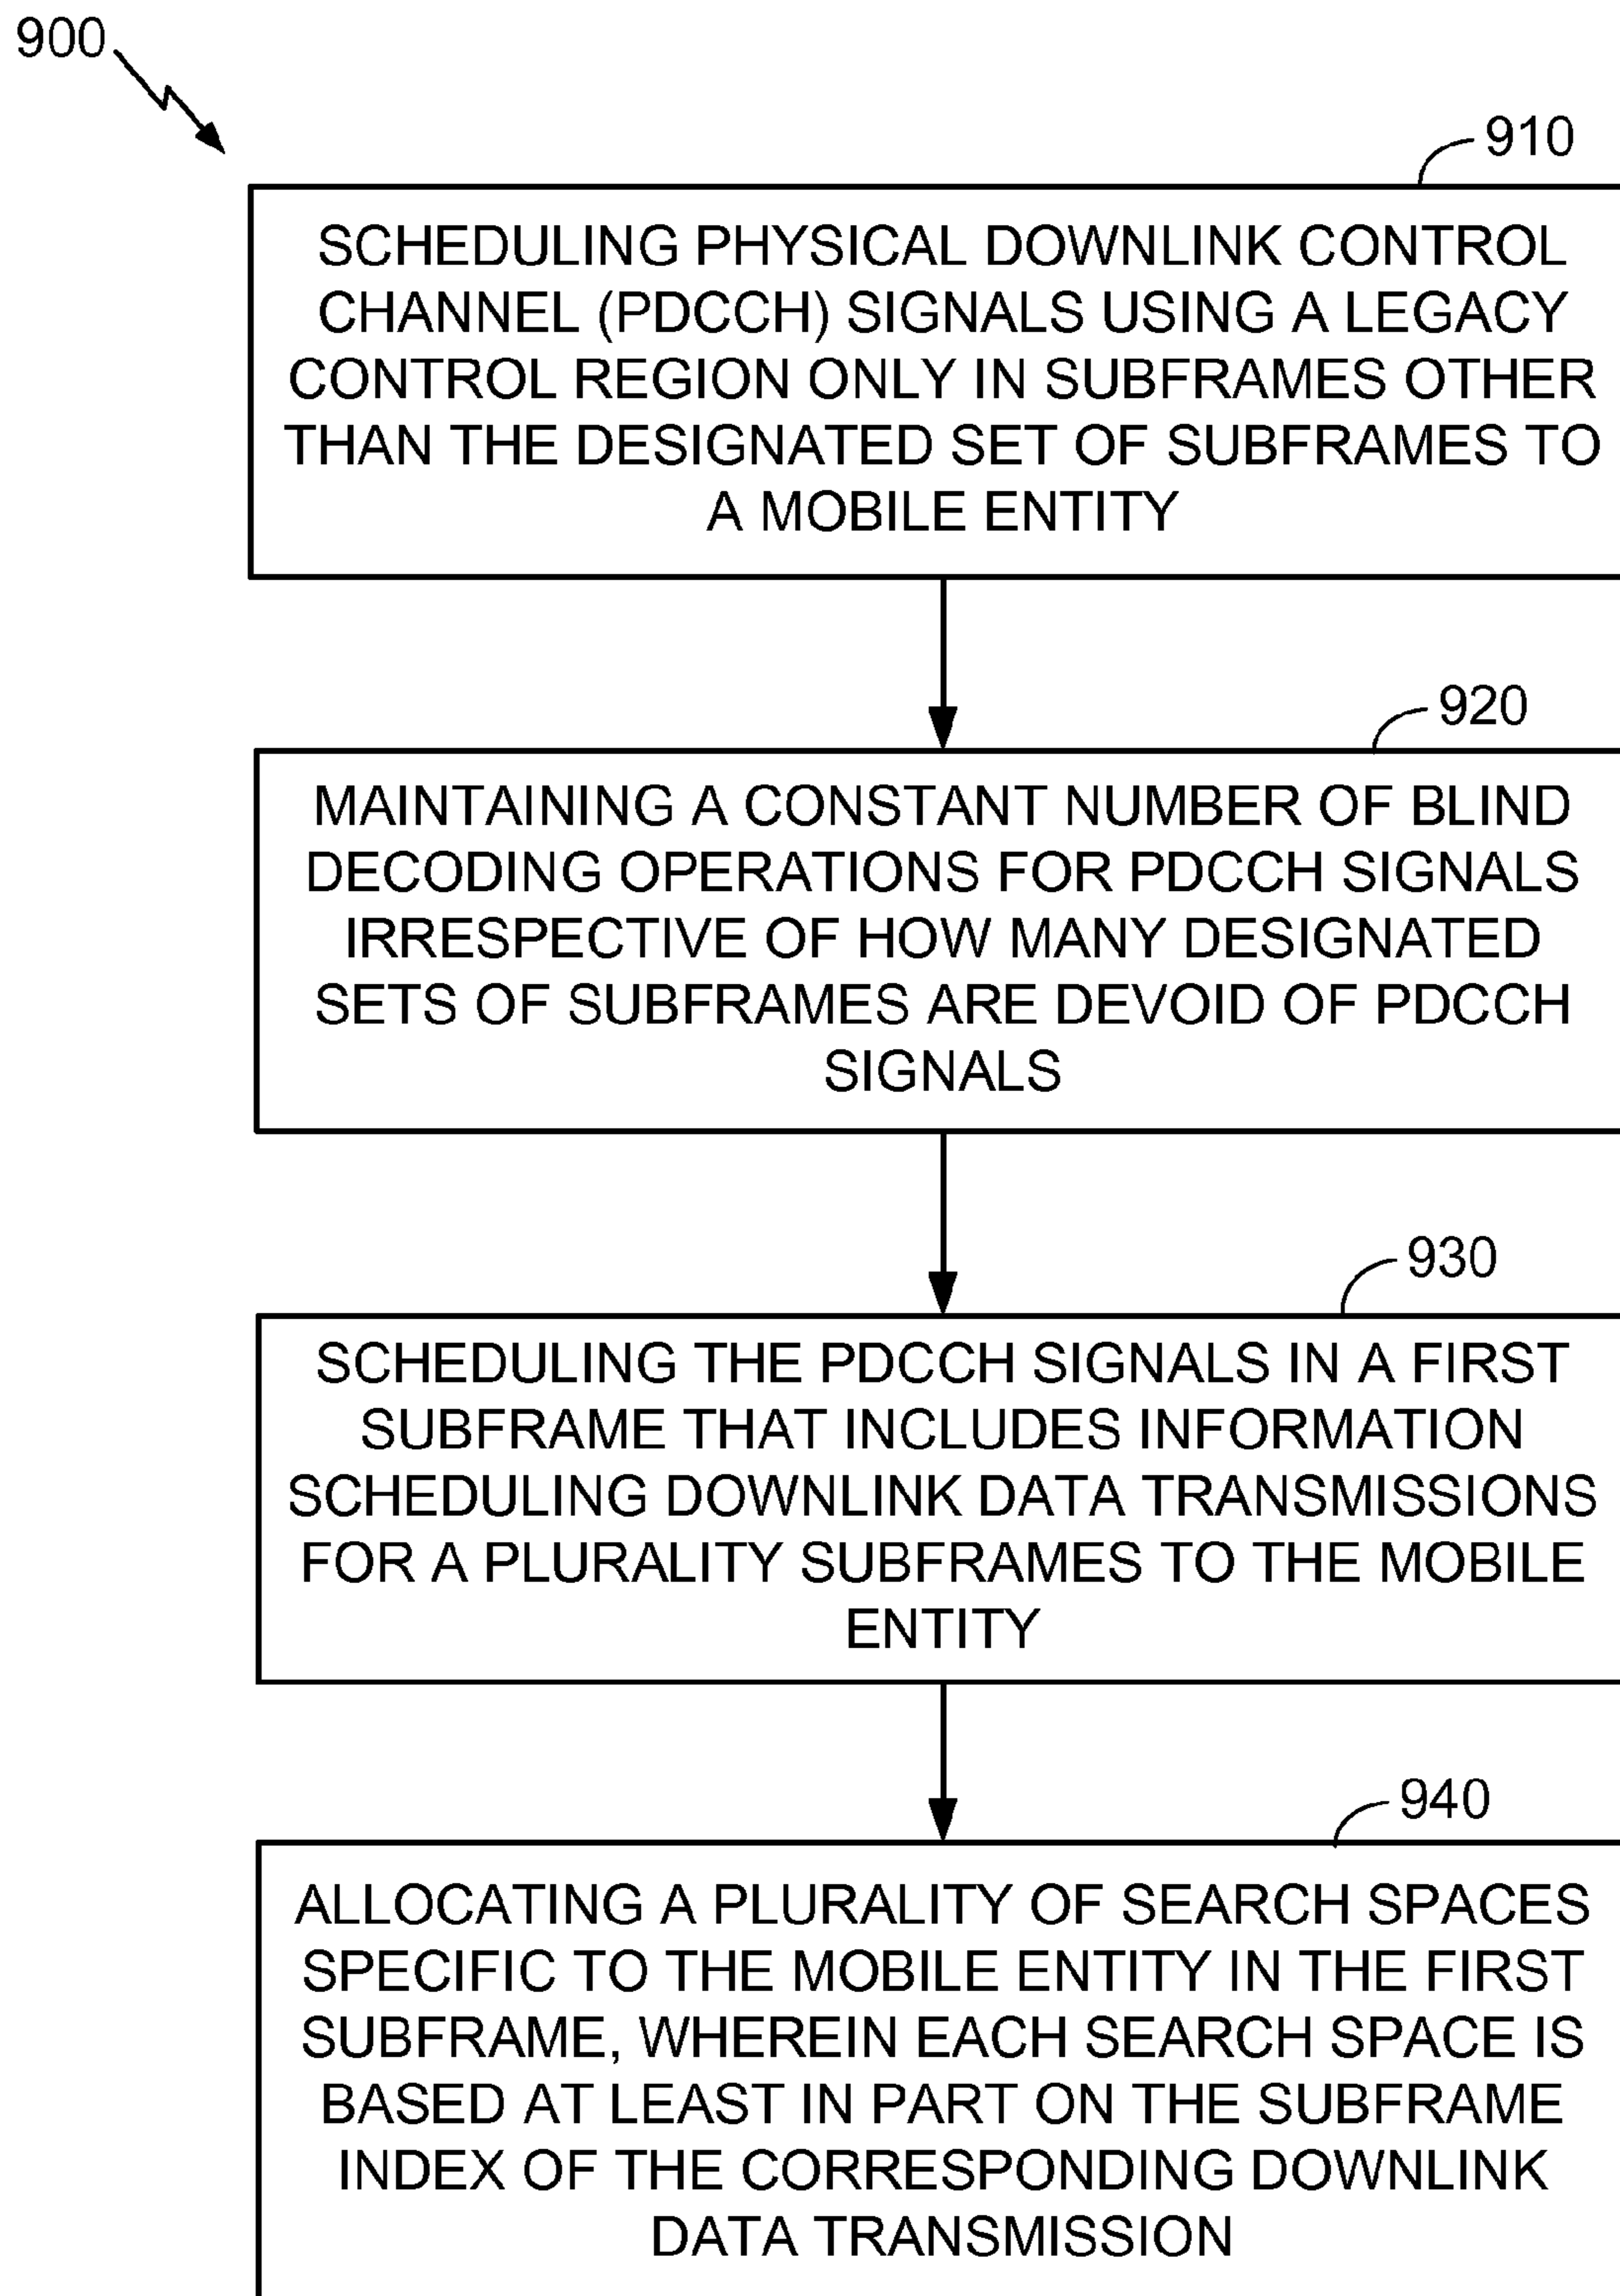 900
910
SCHEDULING PHYSICAL DOWNLINK CONTROL
CHANNEL (PDCCH) SIGNALS USING A LEGACY
CONTROL REGION ONLY IN SUBFRAMES OTHER
THAN THE DESIGNATED SET OF SUBFRAMES TO
A MOBILE ENTITY
920
MAINTAINING A CONSTANT NUMBER OF BLIND
DECODING OPERATIONS FOR PDCCH SIGNALS
IRRESPECTIVE OF HOW MANY DESIGNATED
SETS OF SUBFRAMES ARE DEVOID OF PDCCH
SIGNALS
930
SCHEDULING THE PDCCH SIGNALS IN A FIRST
SUBFRAME THAT INCLUDES INFORMATION
SCHEDULING DOWNLINK DATA TRANSMISSIONS
FOR A PLURALITY SUBFRAMES TO THE MOBILE
ENTITY
940
ALLOCATING A PLURALITY OF SEARCH SPACES
SPECIFIC TO THE MOBILE ENTITY IN THE FIRST
SUBFRAME, WHEREIN EACH SEARCH SPACE IS
BASED AT LEAST IN PART ON THE SUBFRAME
INDEX OF THE CORRESPONDING DOWNLINK
DATA TRANSMISSION